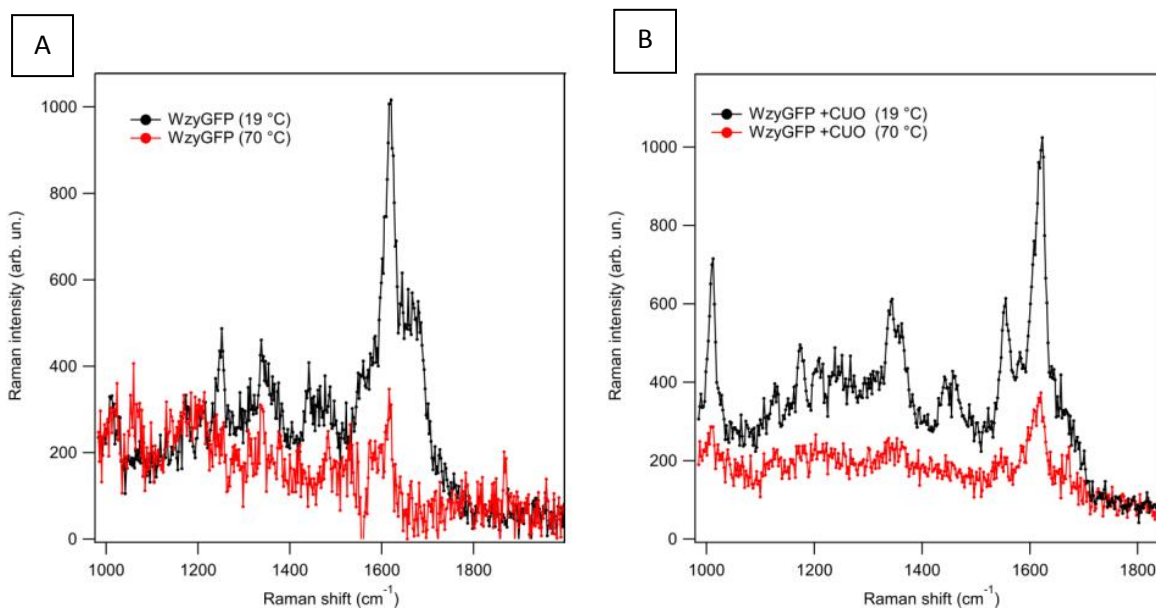 A
WzyGFP (19 °C)
WzyGFP (70 °C)
Raman intensity (arb. un.)
1000
800
600
400
200
0
1000
1200
1400
1600
1800
Raman shift (cm⁻¹)
B
WzyGFP +CUO (19 °C)
WzyGFP +CUO (70 °C)
Raman intensity (arb. un.)
1000
800
600
400
200
0
1000
1200
1400
1600
1800
Raman shift (cm⁻¹)